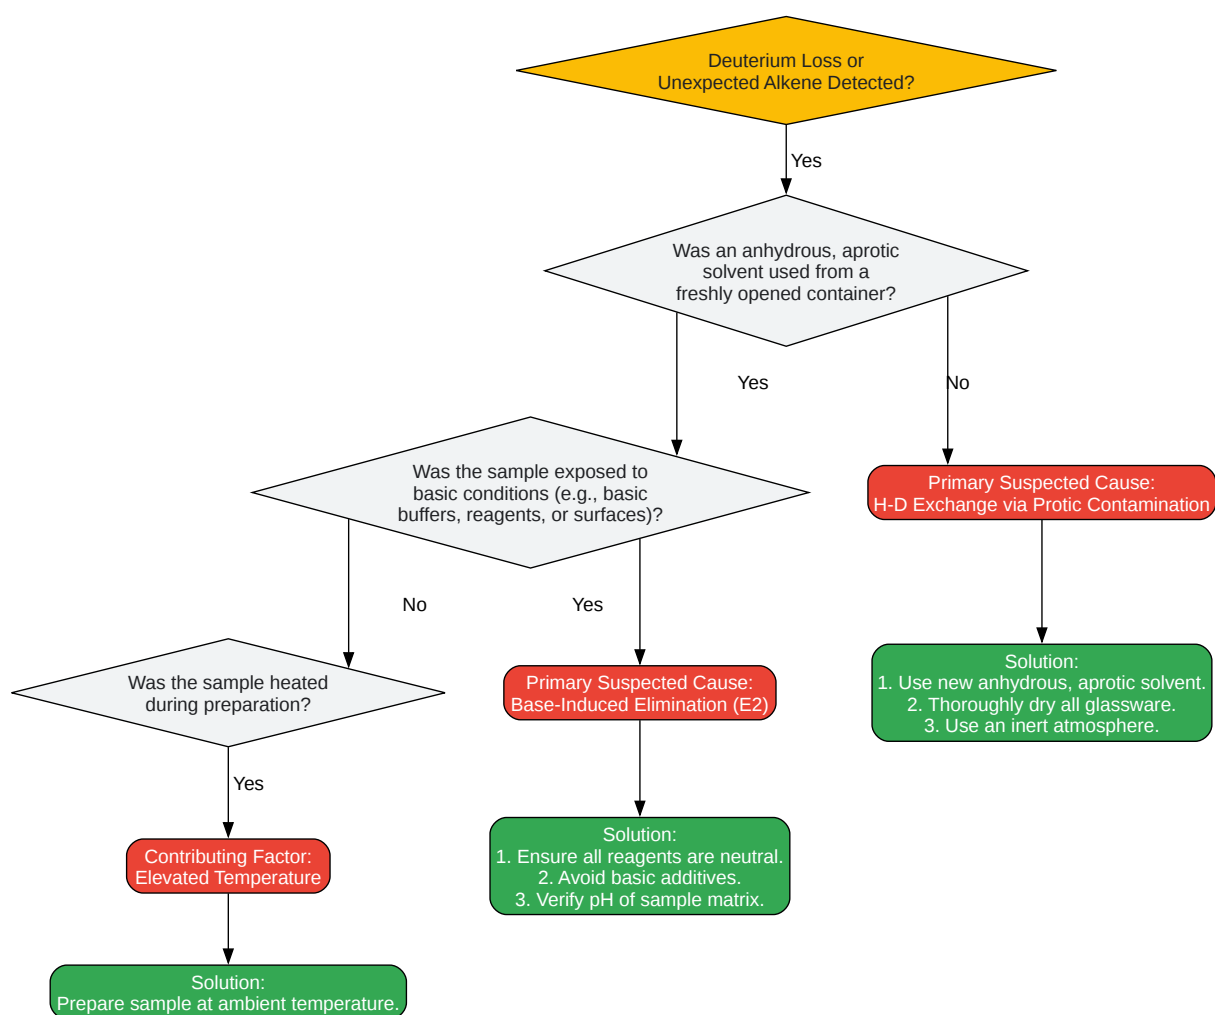 Deuterium Loss or
Unexpected Alkene Detected?
Yes
Was an anhydrous, aprotic
solvent used from a
freshly opened container?
Yes
No
Was the sample exposed to
basic conditions (e.g., basic
buffers, reagents, or surfaces)?
Primary Suspected Cause:
H-D Exchange via Protic Contamination
No
Yes
Was the sample heated
during preparation?
Primary Suspected Cause:
Base-Induced Elimination (E2)
Solution:
1. Use new anhydrous, aprotic solvent.
2. Thoroughly dry all glassware.
3. Use an inert atmosphere.
Yes
Contributing Factor:
Elevated Temperature
Solution:
1. Ensure all reagents are neutral.
2. Avoid basic additives.
3. Verify pH of sample matrix.
Solution:
Prepare sample at ambient temperature.